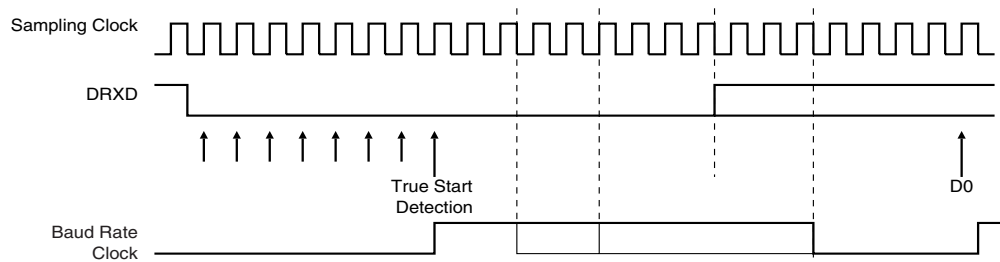 Sampling Clock
DRXD
True Start
Detection
D0
Baud Rate
Clock